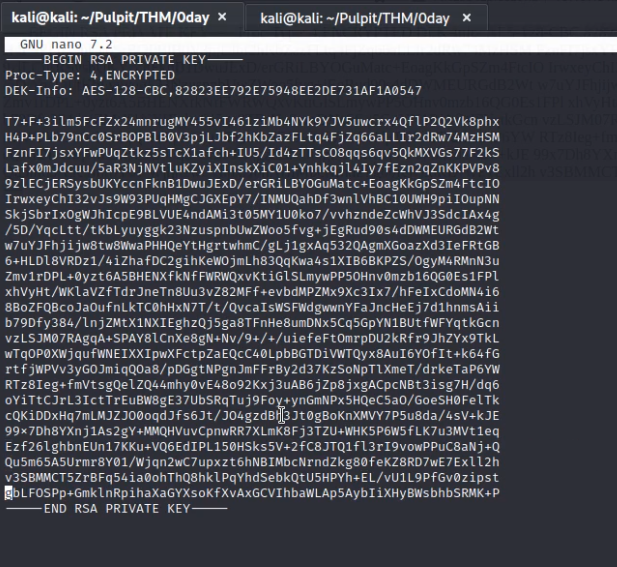 kali@kali: ~/Pulpit/THM/0day × kali@kali: ~/Pulpit/THM/0day ×
GNU nano 7.2
-----BEGIN RSA PRIVATE KEY-----
Proc-Type: 4,ENCRYPTED
DEK-Info: AES-128-CBC,82823EE792E75948EE2DE731AF1A0547

T7+F+3ilm5FcFZx24mnrugMY455vI461ziMb4NYk9YJV5uwcrx4QflP2Q2Vk8phx
H4P+PLb79nCc0SrBOPBlB0V3pjLJbf2hKbZazFLtq4FjZq66aLLIr2dRw74MzHSM
FznFI7jsxYFwPUqZtkz5sTcX1afch+IU5/Id4zTTsCO8qqs6qv5QkMXVGs77F2kS
Lafx0mJdcuu/5aR3NjNVtluKZyiXInskXiC01+Ynhkqjl4Iy7fEzn2qZnKKPVPv8
9zlECjERSysbUKYccnFknB1DwuJExD/erGRiLBYOGuMatc+EoagKkGpSZm4FtcIO
IrwxeyChI32vJs9W93PUqHMgCJGXEpY7/INMUQahDf3wnlVhBC10UWH9piIOupNN
SkjSbrIxOgWJhIcpE9BLVUE4ndAMi3t05MY1U0ko7/vvhzndeZcWhVJ3SdcIAx4g
/5D/YqcLtt/tKbLyuyggk23NzuspnbUwZWoo5fvg+jEgRud90s4dDWMEURGdB2Wt
w7uYJFhjijw8tw8WwaPHHQeYtHgrtwhmC/gLj1gxAq532QAgmXGoazXd3IeFRtGB
6+HLDl8VRDz1/4iZhafDC2gihKeWOjmLh83QqKwa4s1XIB6BKPZS/OgyM4RMnN3u
Zmv1rDPL+0yzt6A5BHENXfkNfFWRWQxvKtiGlSLmywPP5OHnv0mzb16QG0Es1FPl
xhVyHt/WKlaVZfTdrJneTn8Uu3vZ82MFf+evbdMPZMx9Xc3Ix7/hFeIxCdoMN4i6
8BoZFQBcoJaOufnLkTC0hHxN7T/t/QvcaIsWSFWdgwwnYFaJncHeEj7d1hnmsAii
b79Dfy384/lnjZMtX1NXIEghzQj5ga8TFnHe8umDNx5Cq5GpYN1BUtfWFYqtkGcn
vzLSJM07RAgqA+SPAY8lCnXe8gN+Nv/9+/+/uiefeFtOmrpDU2kRfr9JhZYx9TkL
wTqOP0XWjqufWNEIXXIpwXFctpZaEQcC40LpbBGTDiVWTQyx8AuI6YOfIt+k64fG
rtfjWPVv3yGOJmiqQOa8/pDGgtNPgnJmFFrBy2d37KzSoNpTlXmeT/drkeTaP6YW
RTz8Ieg+fmVtsgQelZQ44mhy0vE48o92Kxj3uAB6jZp8jxgACpcNBt3isg7H/dq6
oYiTtCJrL3IctTrEuBW8gE37UbSRqTuj9Foy+ynGmNPx5HQeC5aO/GoeSH0FelTk
cQKiDDxHq7mLMJZJO0oqdJfs6Jt/JO4gzdBh3Jt0gBoKnXMVY7P5u8da/4sV+kJE
99×7Dh8YXnj1As2gY+MMQHVuvCpnwRR7XLmK8Fj3TZU+WHK5P6W5fLK7u3MVt1eq
Ezf26lghbnEUn17KKu+VQ6EdIPL150HSks5V+2fC8JTQ1fl3rI9vowPPuC8aNj+Q
Qu5m65A5Urmr8Y01/Wjqn2wC7upxzt6hNBIMbcNrndZkg80feKZ8RD7wE7Exll2h
v3SBMMCT5ZrBFq54ia0ohThQ8hklPqYhdSebkQtU5HPYh+EL/vU1L9PfGv0zipst
gbLFOSPp+GmklnRpihaXaGYXsoKfXvAxGCVIhbaWLAp5AybIiXHyBWsbhbSRMK+P
-----END RSA PRIVATE KEY-----